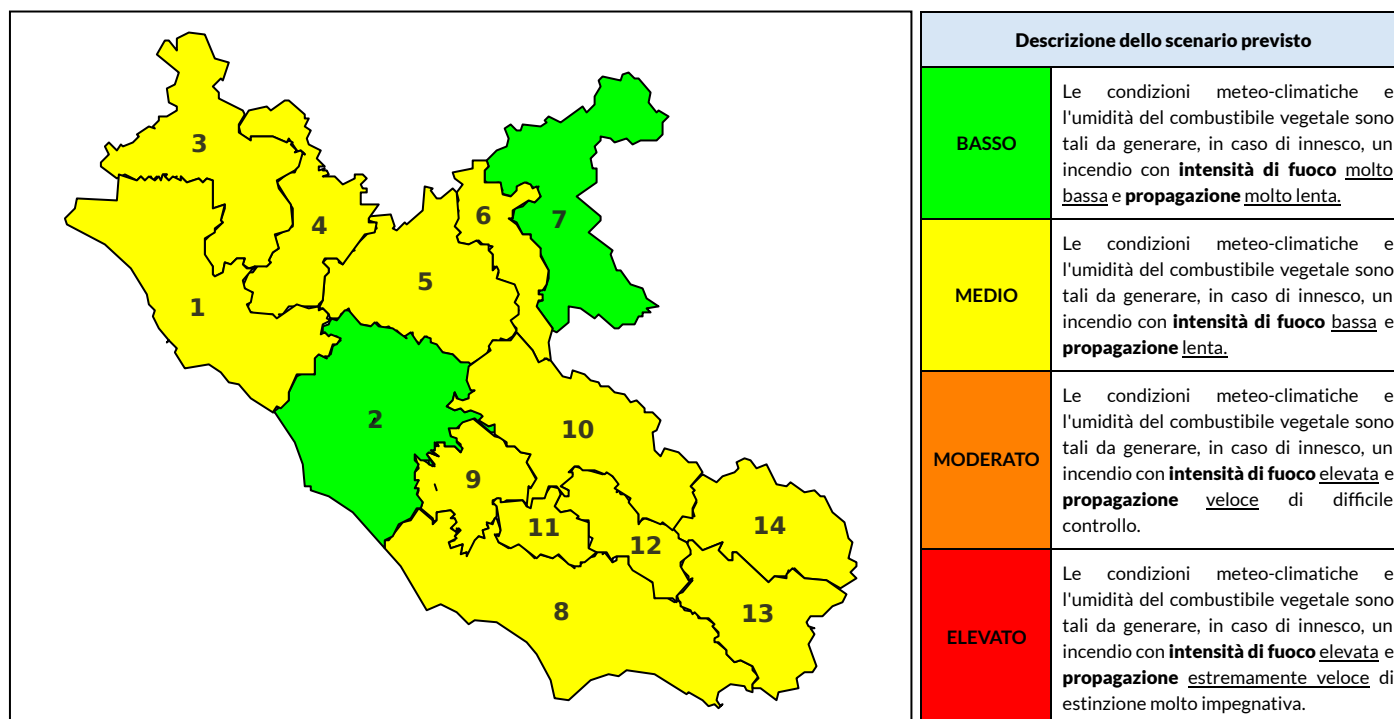 3
4
6
7
5
1
2
10
9
11
12
14
8
13
Descrizione dello scenario previsto
BASSO
Le condizioni meteo-climatiche e
l'umidità del combustibile vegetale sono
tali da generare, in caso di innesco, un
incendio con intensità di fuoco molto
bassa e propagazione molto lenta.
MEDIO
Le condizioni meteo-climatiche e
l'umidità del combustibile vegetale sono
tali da generare, in caso di innesco, un
incendio con intensità di fuoco bassa e
propagazione lenta.
MODERATO
Le condizioni meteo-climatiche e
l'umidità del combustibile vegetale sono
tali da generare, in caso di innesco, un
incendio con intensità di fuoco elevata e
propagazione veloce di difficile
controllo.
ELEVATO
Le condizioni meteo-climatiche e
l'umidità del combustibile vegetale sono
tali da generare, in caso di innesco, un
incendio con intensità di fuoco elevata e
propagazione estremamente veloce di
estinzione molto impegnativa.